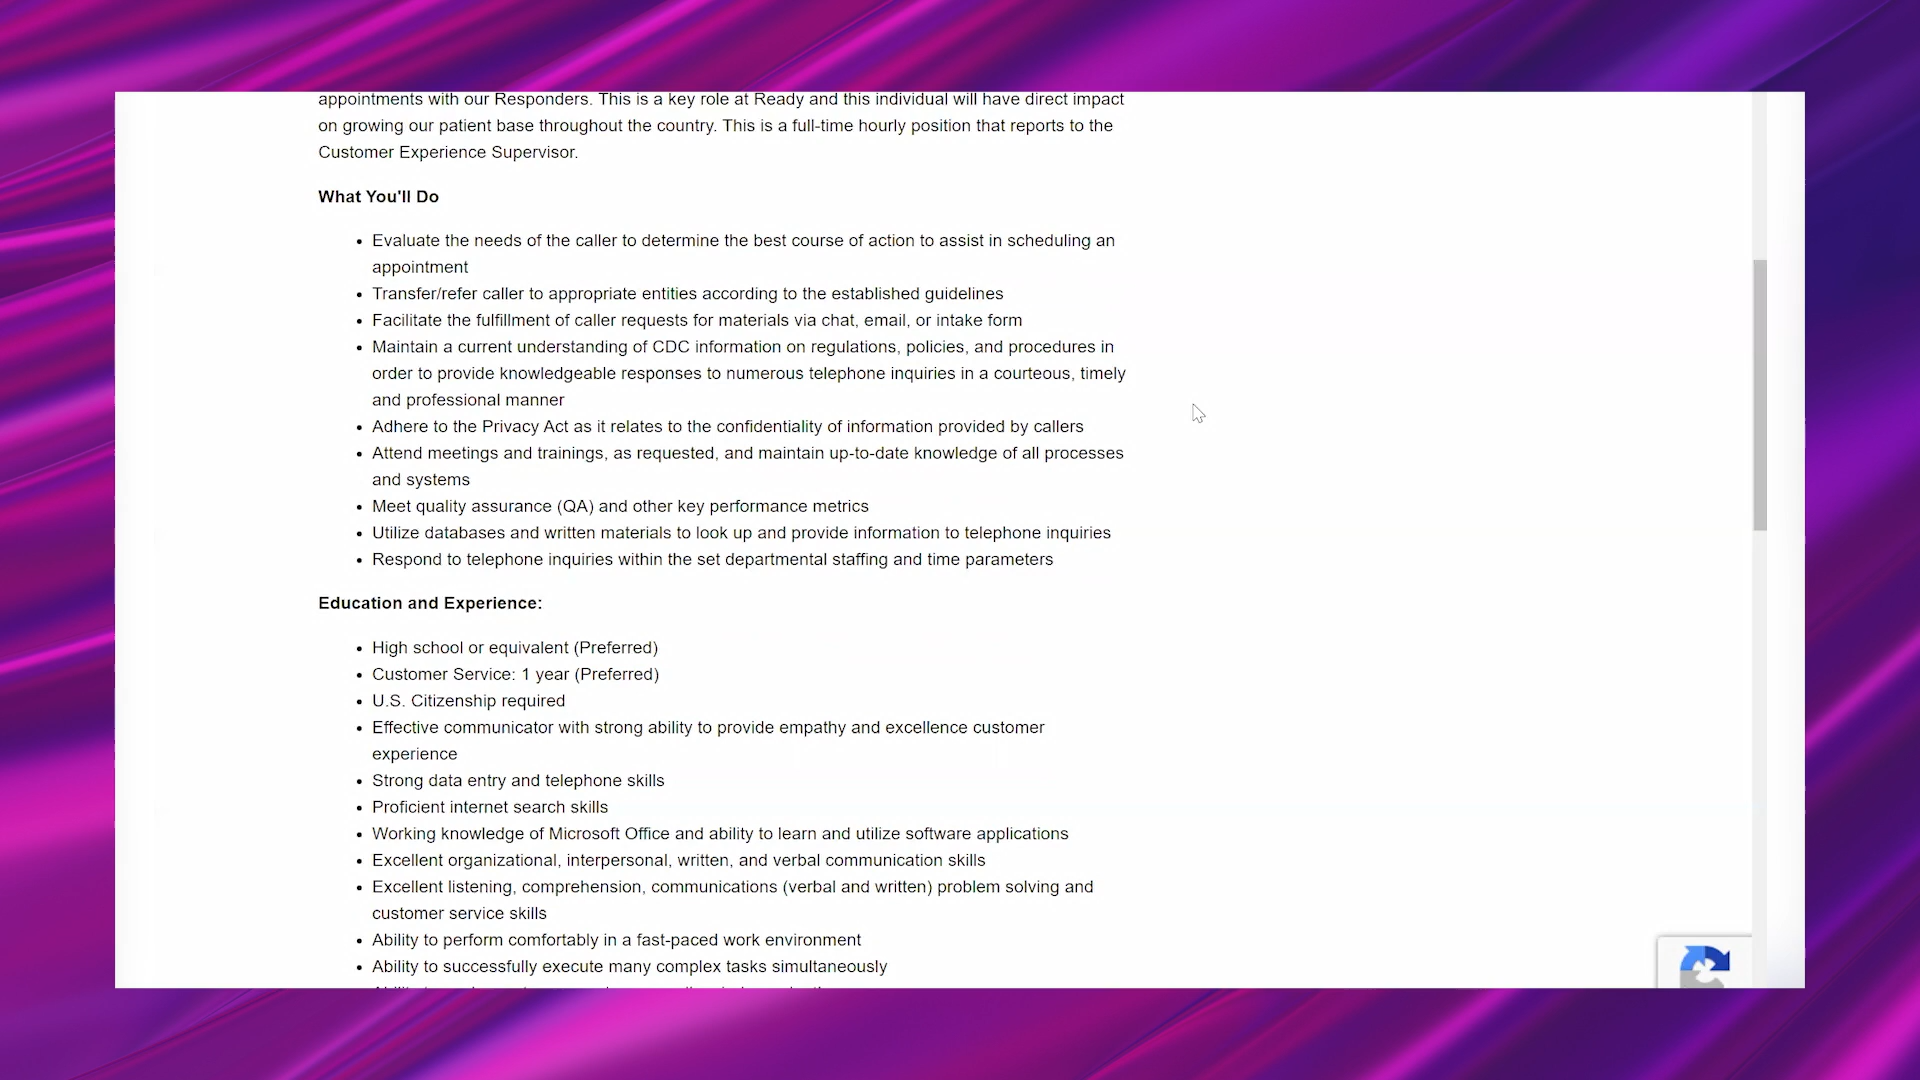 appointments with our Responders. This is a key role at Ready and this individual will have direct impact
on growing our patient base throughout the country. This is a full-time hourly position that reports to the
Customer Experience Supervisor.
What You'll Do
• Evaluate the needs of the caller to determine the best course of action to assist in scheduling an
appointment
• Transfer/refer caller to appropriate entities according to the established guidelines
• Facilitate the fulfillment of caller requests for materials via chat, email, or intake form
• Maintain a current understanding of CDC information on regulations, policies, and procedures in
order to provide knowledgeable responses to numerous telephone inquiries in a courteous, timely
and professional manner
• Adhere to the Privacy Act as it relates to the confidentiality of information provided by callers
• Attend meetings and trainings, as requested, and maintain up-to-date knowledge of all processes
and systems
• Meet quality assurance (QA) and other key performance metrics
• Utilize databases and written materials to look up and provide information to telephone inquiries
• Respond to telephone inquiries within the set departmental staffing and time parameters
Education and Experience:
• High school or equivalent (Preferred)
• Customer Service: 1 year (Preferred)
• U.S. Citizenship required
• Effective communicator with strong ability to provide empathy and excellence customer
experience
• Strong data entry and telephone skills
• Proficient internet search skills
• Working knowledge of Microsoft Office and ability to learn and utilize software applications
• Excellent organizational, interpersonal, written, and verbal communication skills
• Excellent listening, comprehension, communications (verbal and written) problem solving and
customer service skills
• Ability to perform comfortably in a fast-paced work environment
• Ability to successfully execute many complex tasks simultaneously